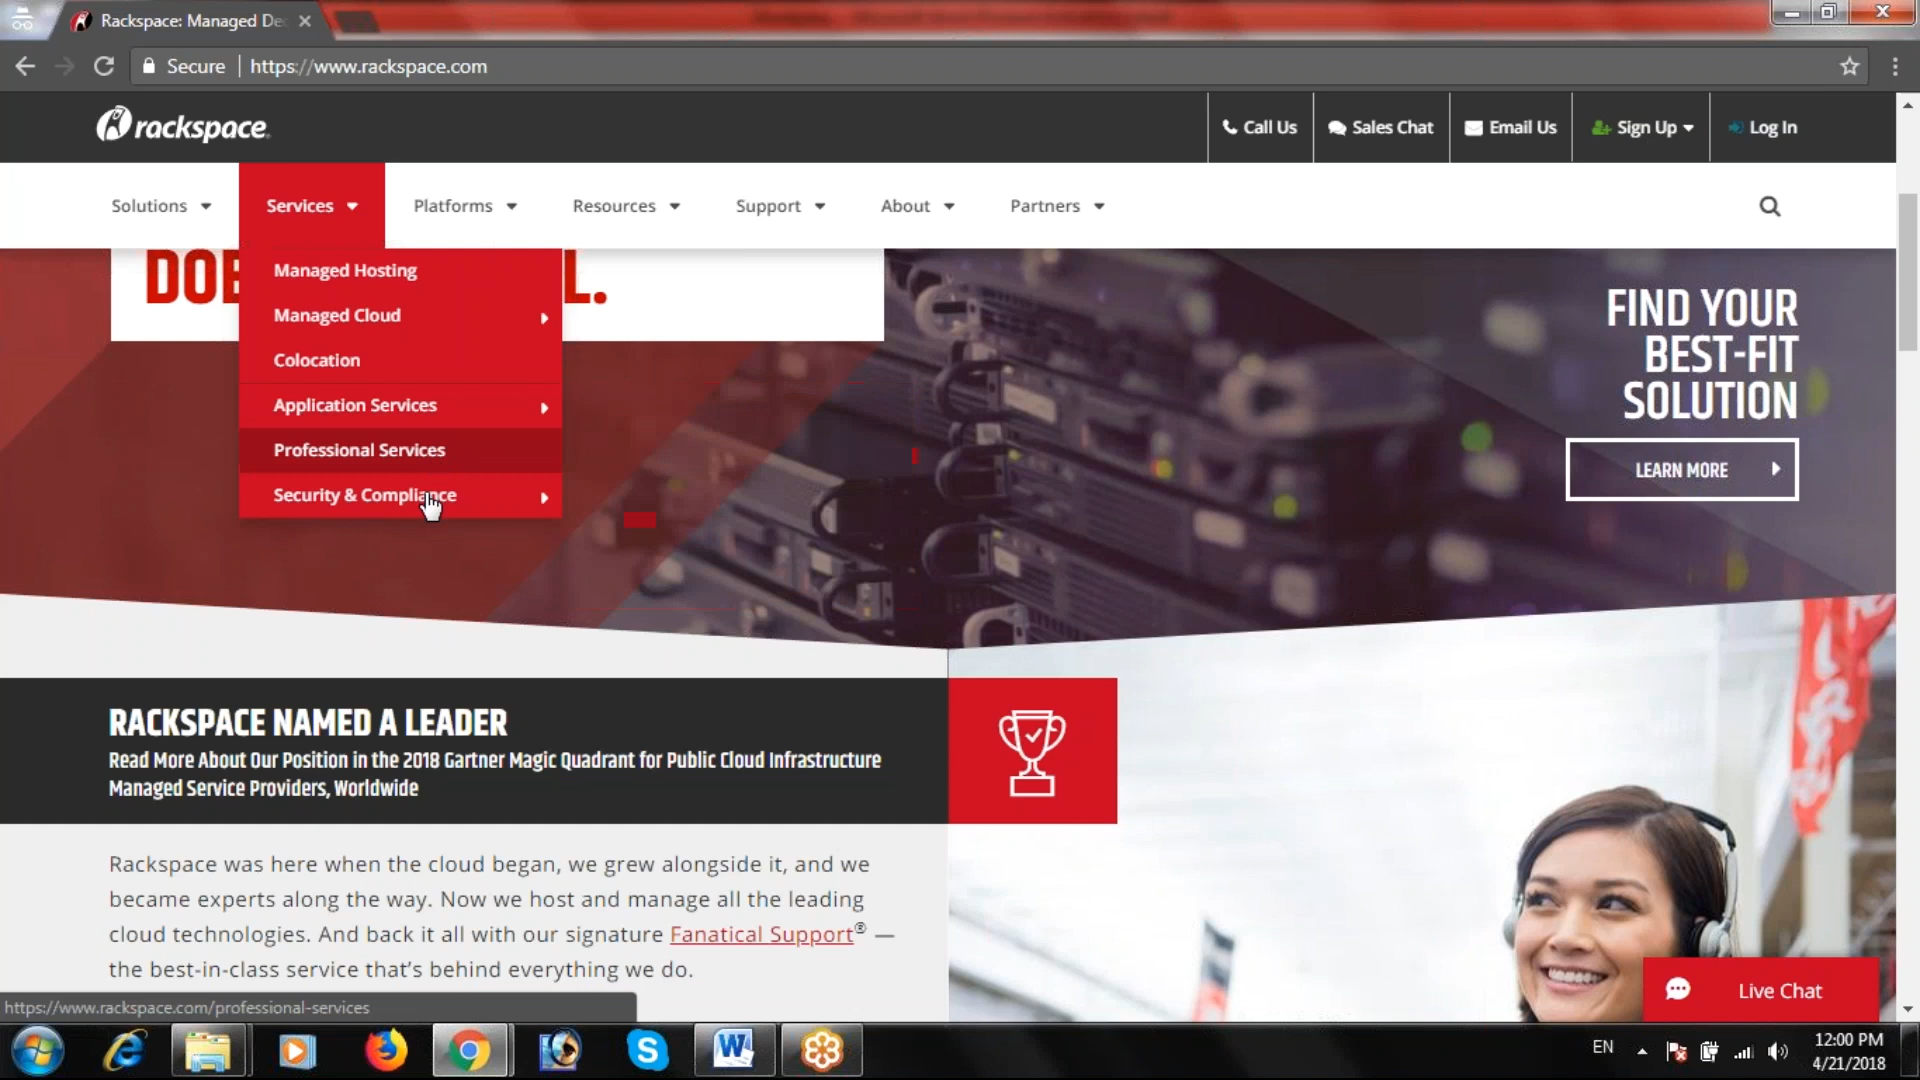 Rackspace: Managed De
Secure
https://www.rackspace.com
rackspace
Call Us
Sales Chat
Email Us
Sign Up
Log In
Solutions
Services
Platforms
Resources
Support
About
Partners
Managed Hosting
Managed Cloud
Colocation
Application Services
Professional Services
Security & Compliance
FIND YOUR
BEST-FIT
SOLUTION
LEARN MORE
RACKSPACE NAMED A LEADER
Read More About Our Position in the 2018 Gartner Magic Quadrant for Public Cloud Infrastructure
Managed Service Providers, Worldwide
Rackspace was here when the cloud began, we grew alongside it, and we
became experts along the way. Now we host and manage all the leading
cloud technologies. And back it all with our signature Fanatical Support® —
the best-in-class service that's behind everything we do.
Live Chat
https://www.rackspace.com/professional-services
EN
12:00 PM
4/21/2018